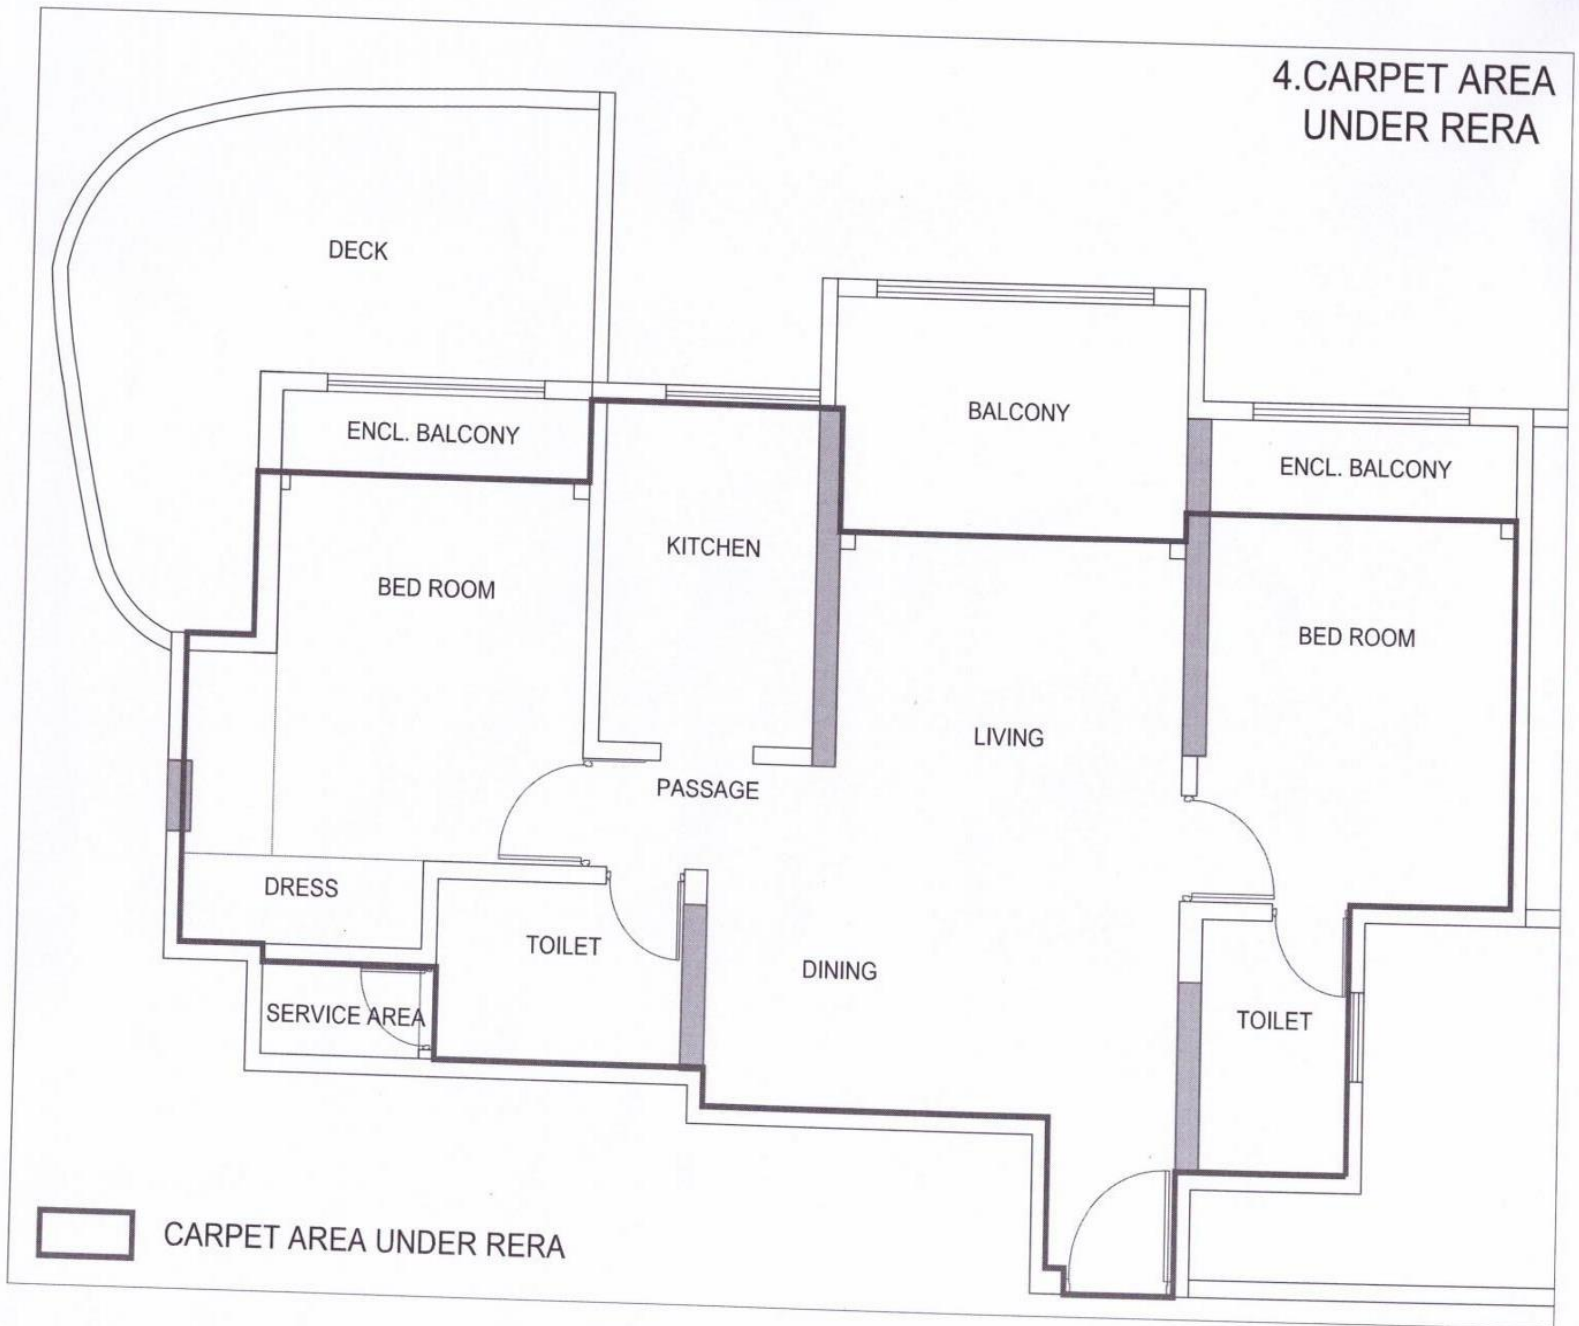 4.CARPET AREA
UNDER RERA
DECK
ENCL. BALCONY
BALCONY
ENCL. BALCONY
KITCHEN
BED ROOM
BED ROOM
LIVING
PASSAGE
DRESS
TOILET
DINING
SERVICE AREA
TOILET
CARPET AREA UNDER RERA